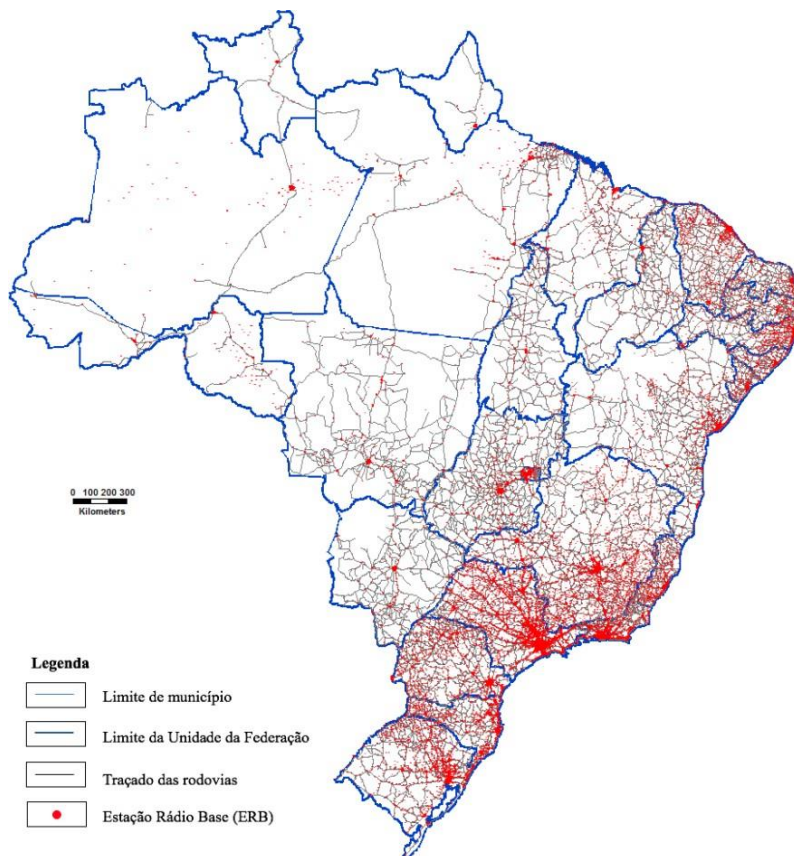 0 100 200 300
Kilometers
Legenda
Limite de município
Limite da Unidade da Federação
Traçado das rodovias
Estação Rádio Base (ERB)